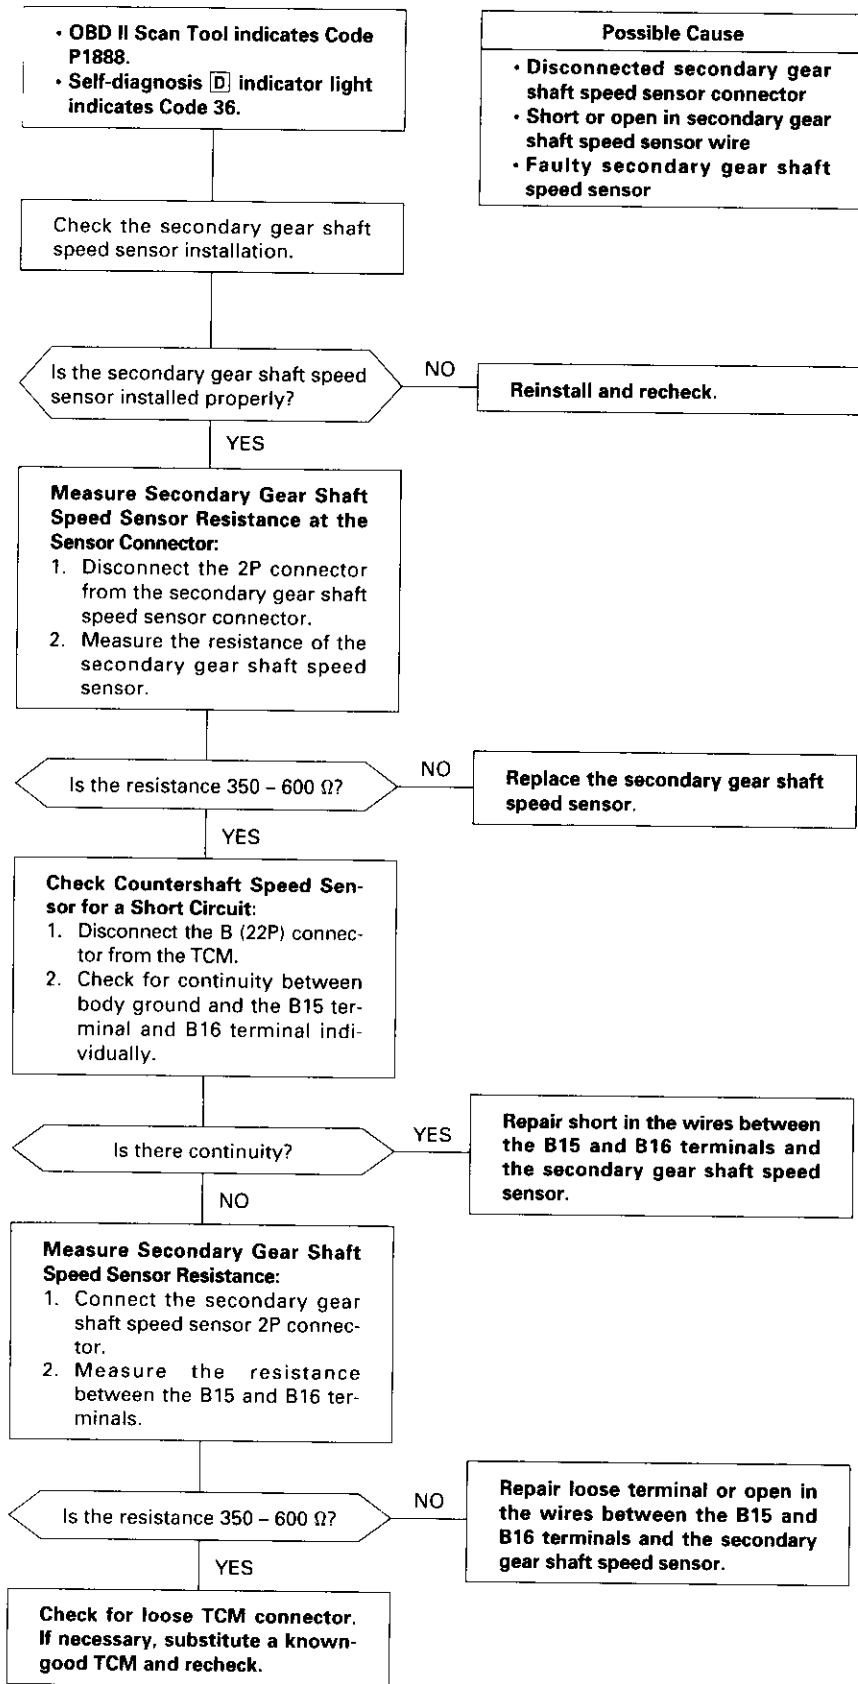 • OBD II Scan Tool indicates Code
P1888.
• Self-diagnosis D indicator light
indicates Code 36.
Possible Cause
• Disconnected secondary gear
shaft speed sensor connector
• Short or open in secondary gear
shaft speed sensor wire
• Faulty secondary gear shaft
speed sensor
Check the secondary gear shaft
speed sensor installation.
Is the secondary gear shaft speed
sensor installed properly?
NO
Reinstall and recheck.
YES
Measure Secondary Gear Shaft
Speed Sensor Resistance at the
Sensor Connector:
1. Disconnect the 2P connector
from the secondary gear shaft
speed sensor connector.
2. Measure the resistance of the
secondary gear shaft speed
sensor.
Is the resistance 350 – 600 Ω?
NO
Replace the secondary gear shaft
speed sensor.
YES
Check Countershaft Speed Sen-
sor for a Short Circuit:
1. Disconnect the B (22P) connec-
tor from the TCM.
2. Check for continuity between
body ground and the B15 ter-
minal and B16 terminal indi-
vidually.
Is there continuity?
YES
Repair short in the wires between
the B15 and B16 terminals and
the secondary gear shaft speed
sensor.
NO
Measure Secondary Gear Shaft
Speed Sensor Resistance:
1. Connect the secondary gear
shaft speed sensor 2P connec-
tor.
2. Measure the resistance
between the B15 and B16 ter-
minals.
Is the resistance 350 – 600 Ω?
NO
Repair loose terminal or open in
the wires between the B15 and
B16 terminals and the secondary
gear shaft speed sensor.
YES
Check for loose TCM connector.
If necessary, substitute a known-
good TCM and recheck.